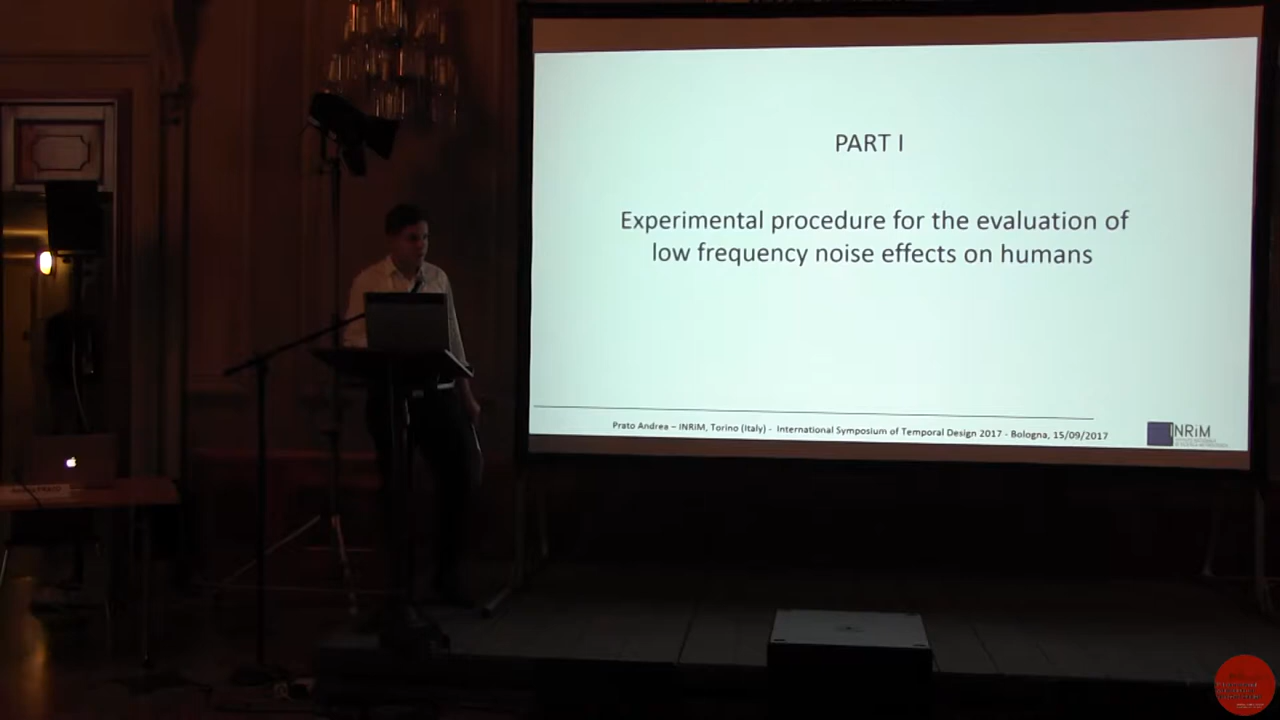 PART I
Experimental procedure for the evaluation of
low frequency noise effects on humans
Prato Andrea – INRiM, Torino (Italy) - International Symposium of Temporal Design 2017 - Bologna, 15/09/2017
INRiM